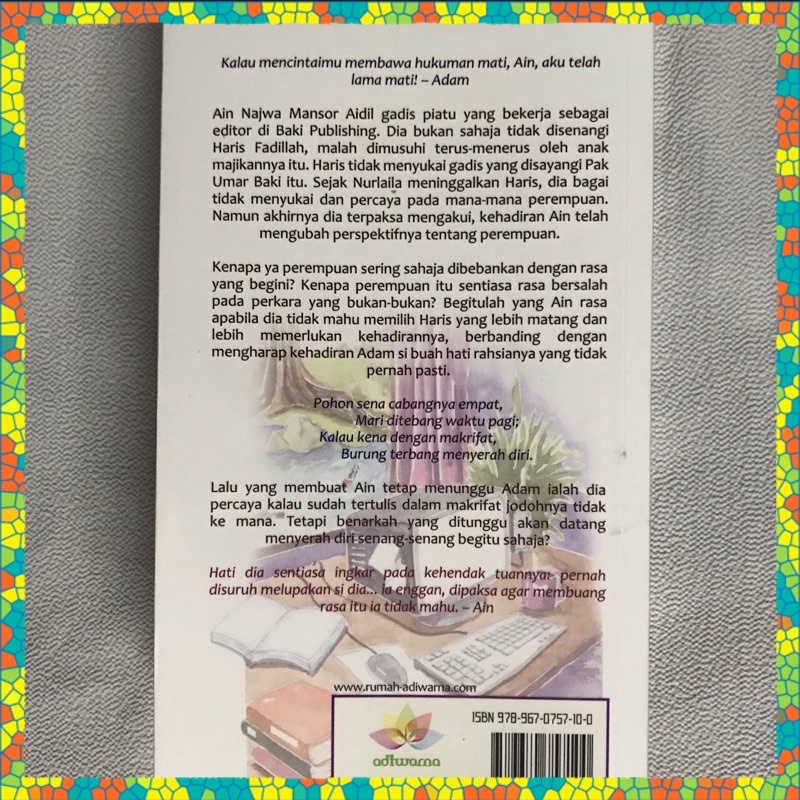 Kalau mencintaimu membawa hukuman mati, Ain, aku telah
lama mati! – Adam
Ain Najwa Mansor Aidil gadis piatu yang bekerja sebagai
editor di Baki Publishing. Dia bukan sahaja tidak disenangi
Haris Fadillah, malah dimusuhi terus-menerus oleh anak
majikannya itu. Haris tidak menyukai gadis yang disayangi Pak
Umar Baki itu. Sejak Nurlaila meninggalkan Haris, dia bagai
tidak menyukai dan percaya pada mana-mana perempuan.
Namun akhirnya dia terpaksa mengakui, kehadiran Ain telah
mengubah perspektifnya tentang perempuan.
Kenapa ya perempuan sering sahaja dibebankan dengan rasa
yang begini? Kenapa perempuan itu sentiasa rasa bersalah
pada perkara yang bukan-bukan? Begitulah yang Ain rasa
apabila dia tidak mahu memilih Haris yang lebih matang dan
lebih memerlukan kehadirannya, berbanding dengan
mengharap kehadiran Adam si buah hati rahsianya yang tidak
pernah pasti.
Pohon sena cabangnya empat,
Mari ditebang waktu pagi;
Kalau kena dengan makrifat,
Burung terbang menyerah diri.
Lalu yang membuat Ain tetap menunggu Adam ialah dia
percaya kalau sudah tertulis dalam makrifat jodohnya tidak
ke mana. Tetapi benarkah yang ditunggu akan datang
menyerah diri senang-senang begitu sahaja?
Hati dia sentiasa ingkar pada kehendak tuannya: pernah
disuruh melupakan si dia... ia enggan, dipaksa agar membuang
rasa itu ia tidak mahu. – Ain
www.rumah-adiwarna.com
ISBN 978-967-0757-10-0
adiwarna